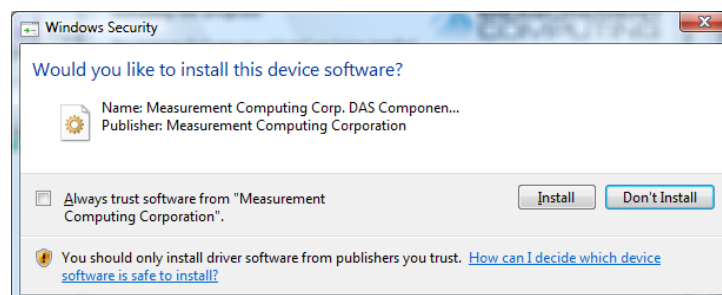 Windows Security
Would you like to install this device software?
Name: Measurement Computing Corp. DAS Componen...
Publisher: Measurement Computing Corporation
Always trust software from "Measurement
Computing Corporation".
Install
Don't Install
You should only install driver software from publishers you trust. How can I decide which device
software is safe to install?